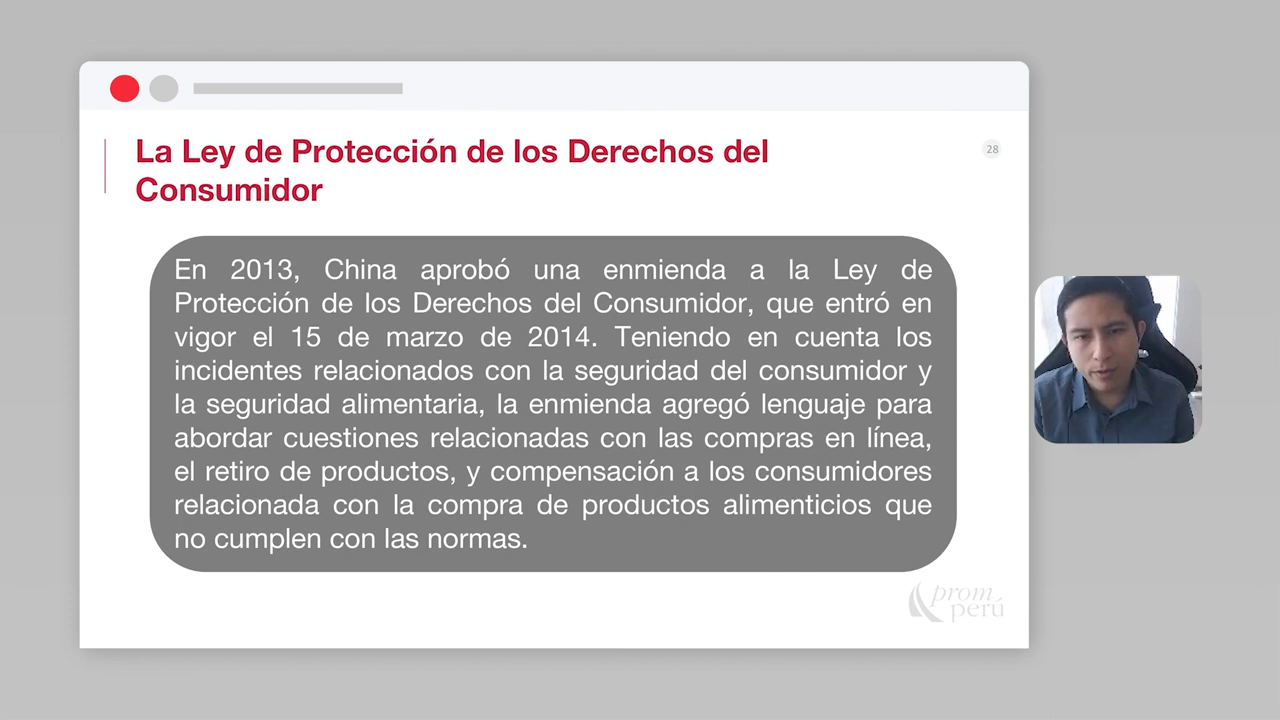 La Ley de Protección de los Derechos del
Consumidor
28
En 2013, China aprobó una enmienda a la Ley de
Protección de los Derechos del Consumidor, que entró en
vigor el 15 de marzo de 2014. Teniendo en cuenta los
incidentes relacionados con la seguridad del consumidor y
la seguridad alimentaria, la enmienda agregó lenguaje para
abordar cuestiones relacionadas con las compras en línea,
el retiro de productos, y compensación a los consumidores
relacionada con la compra de productos alimenticios que
no cumplen con las normas.
prom
perú